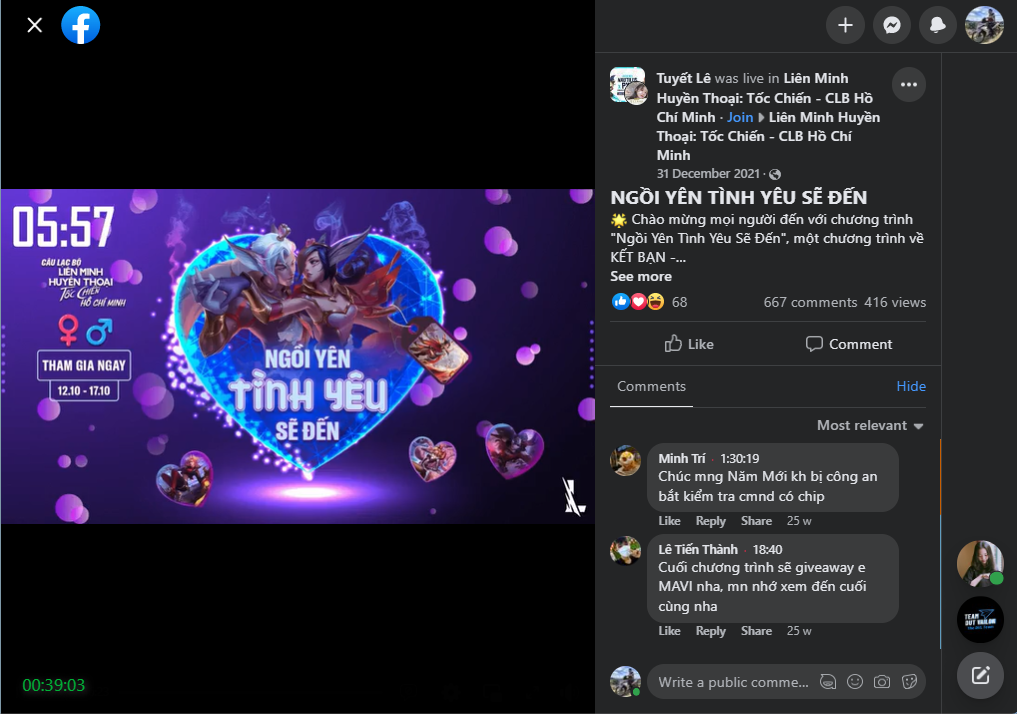 05:57
CÂU LẠC BỘ
LIÊN MINH
HUYỀN THOẠI
TỐC CHIẾN
HỒ CHÍ MINH
THAM GIA NGAY
12.10 - 17.10
NGỒI YÊN
TÌNH YÊU
SẼ ĐẾN
00:39:03
Tuyết Lê was live in Liên Minh
Huyền Thoại: Tốc Chiến - CLB Hồ
Chí Minh · Join Liên Minh Huyền
Thoại: Tốc Chiến - CLB Hồ Chí
Minh
31 December 2021 ·
NGỒI YÊN TÌNH YÊU SẼ ĐẾN
🌟 Chào mừng mọi người đến với chương trình
"Ngồi Yên Tình Yêu Sẽ Đến", một chương trình về
KẾT BẠN -...
See more
68 667 comments 416 views
Like Comment
Comments Hide
Most relevant
Minh Trí · 1:30:19
Chúc mng Năm Mới kh bị công an
bắt kiểm tra cmnd có chip
Like Reply Share 25 w
Lê Tiến Thành · 18:40
Cuối chương trình sẽ giveaway e
MAVI nha, mn nhớ xem đến cuối
cùng nha
Like Reply Share 25 w
Write a public comme...
TEAM
OUT VAILON